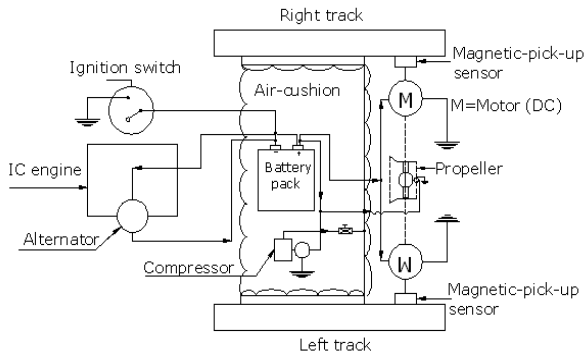 Right track
Magnetic-pick-up
sensor
Ignition switch
Air-cushion
M
M=Motor (DC)
IC engine
Battery
pack
Propeller
Alternator
Compressor
M
Magnetic-pick-up
sensor
Left track